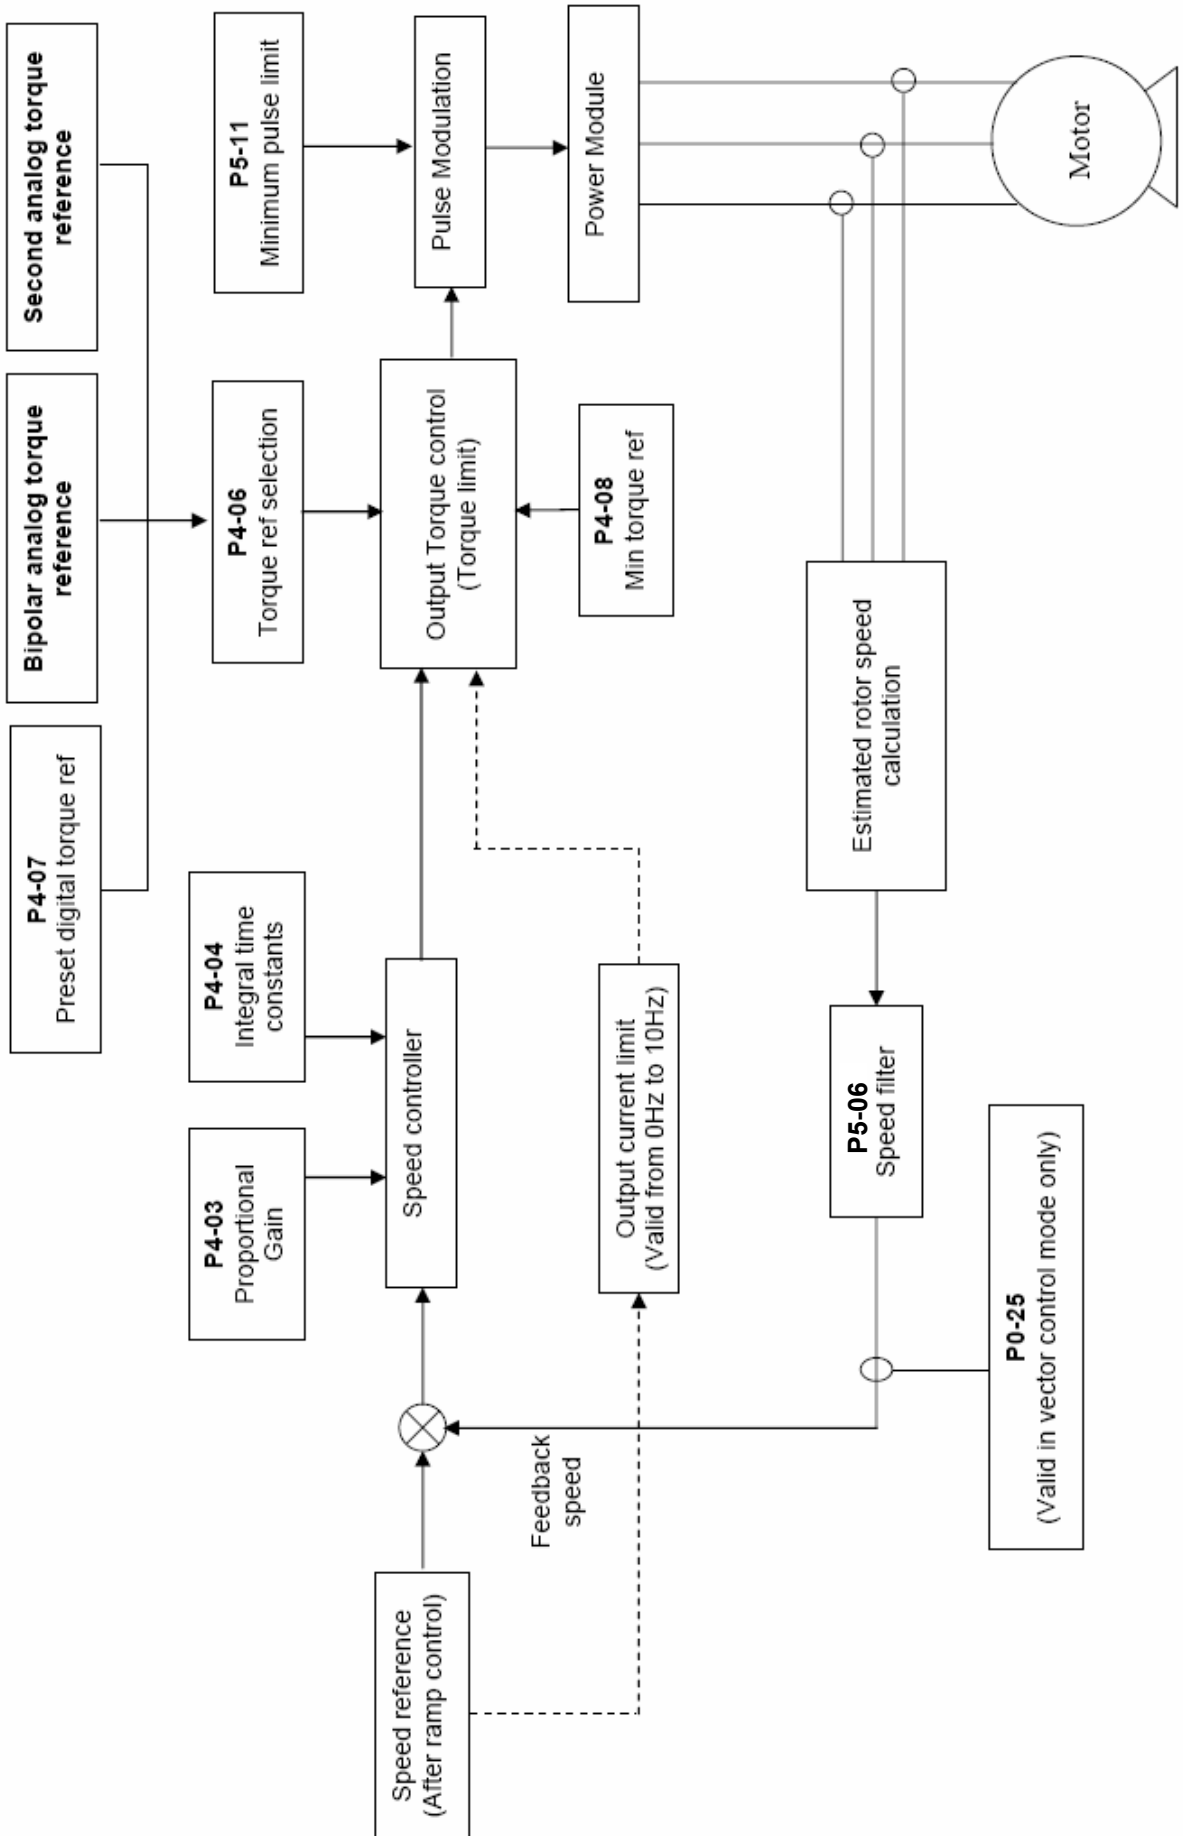 P4-07
Preset digital torque ref
Bipolar analog torque
reference
Second analog torque
reference
P4-03
Proportional
Gain
P4-04
Integral time
constants
P4-06
Torque ref selection
P5-11
Minimum pulse limit
Speed reference
(After ramp control)
Speed controller
Output Torque control
(Torque limit)
Pulse Modulation
Feedback
speed
Output current limit
(Valid from 0Hz to 10Hz)
P4-08
Min torque ref
Power Module
P5-06
Speed filter
Estimated rotor speed
calculation
P0-25
(Valid in vector control mode only)
Motor